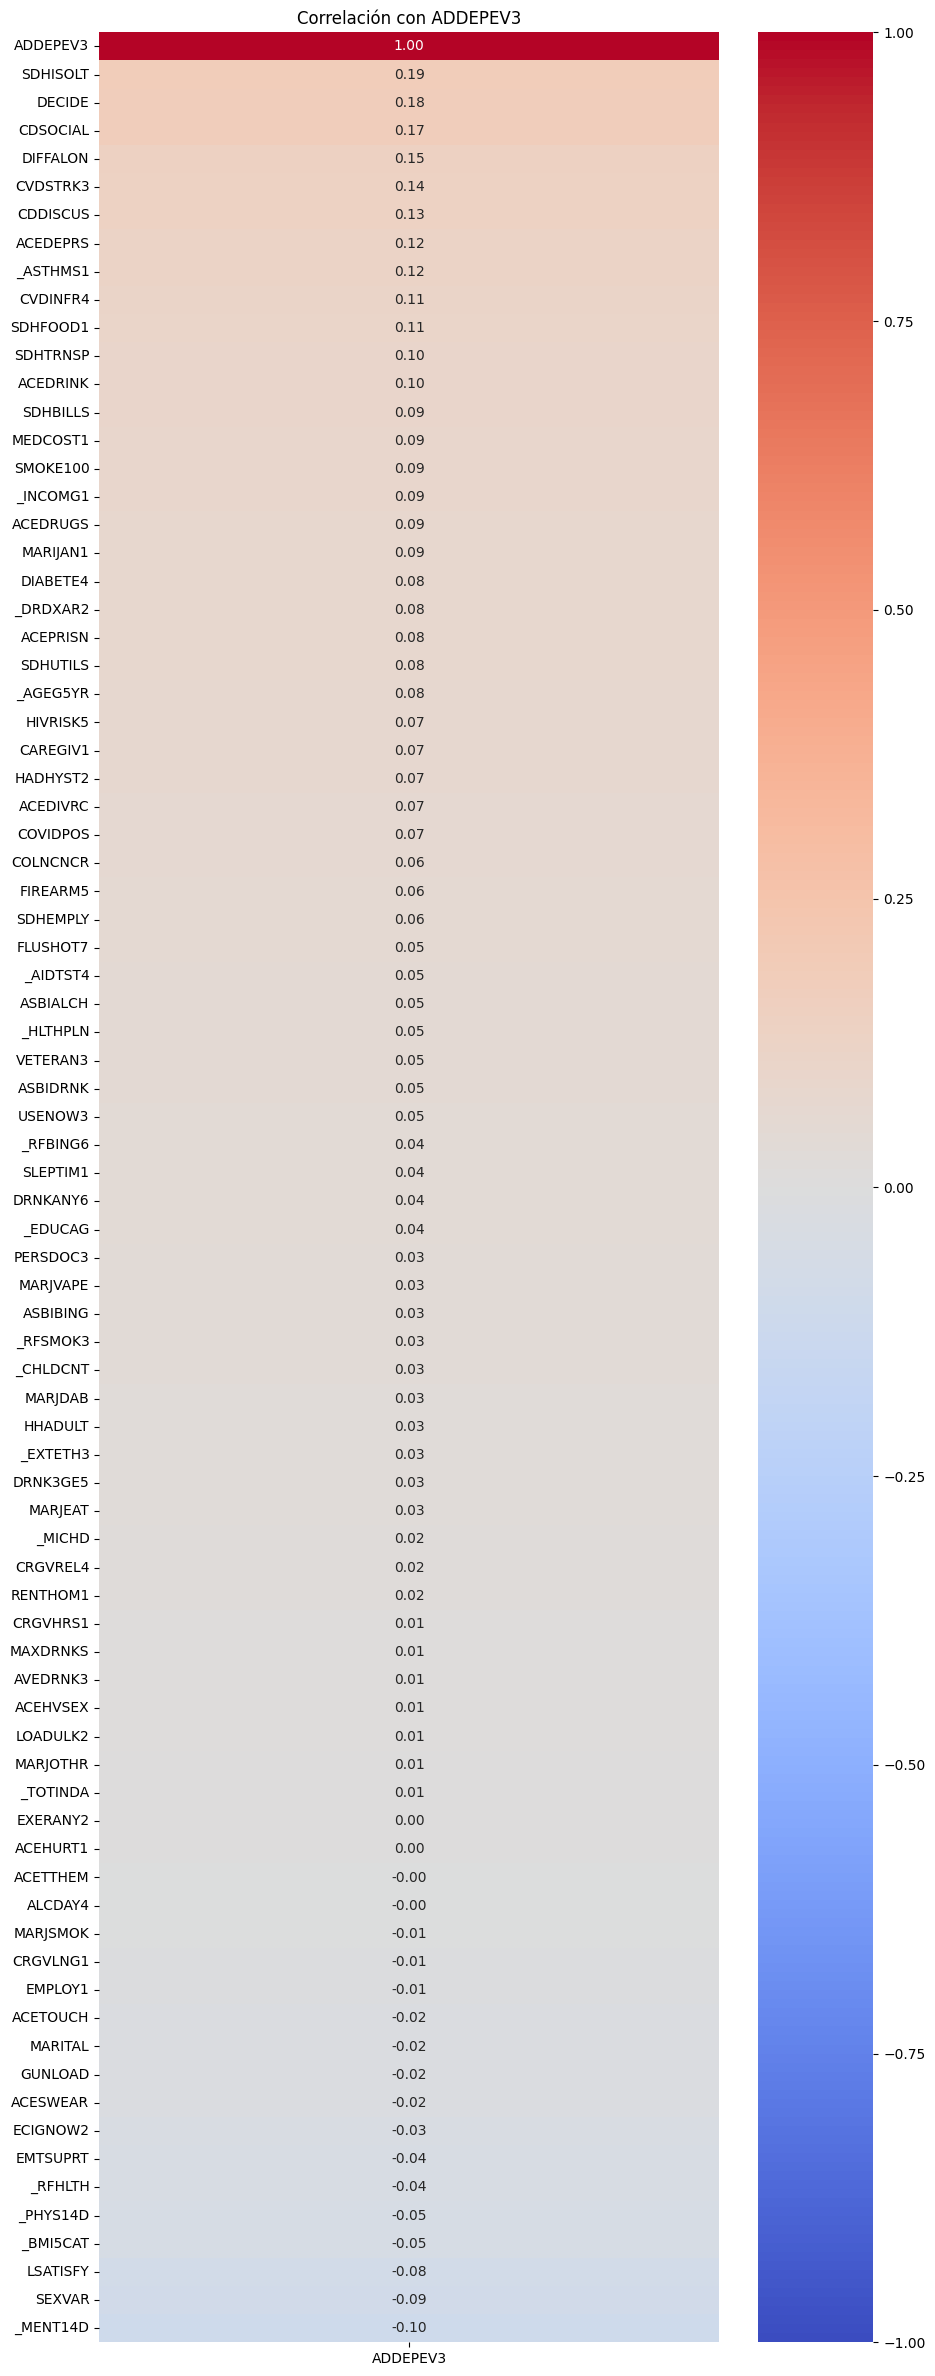 Correlación con ADDEPEV3
ADDEPEV3 1.00
SDHISOLT 0.19
DECIDE 0.18
CDSOCIAL 0.17
DIFFALON 0.15
CVDSTRK3 0.14
CDDISCUS 0.13
ACEDEPRS 0.12
_ASTHMS1 0.12
CVDINFR4 0.11
SDHFOOD1 0.11
SDHTRNSP 0.10
ACEDRINK 0.10
SDHBILLS 0.09
MEDCOST1 0.09
SMOKE100 0.09
_INCOMG1 0.09
ACEDRUGS 0.09
MARIJAN1 0.09
DIABETE4 0.08
_DRDXAR2 0.08
ACEPRISN 0.08
SDHUTILS 0.08
_AGEG5YR 0.08
HIVRISK5 0.07
CAREGIV1 0.07
HADHYST2 0.07
ACEDIVRC 0.07
COVIDPOS 0.07
COLNCNCR 0.06
FIREARM5 0.06
SDHEMPLY 0.06
FLUSHOT7 0.05
_AIDTST4 0.05
ASBIALCH 0.05
_HLTHPLN 0.05
VETERAN3 0.05
ASBIDRNK 0.05
USENOW3 0.05
_RFBING6 0.04
SLEPTIM1 0.04
DRNKANY6 0.04
_EDUCAG 0.04
PERSDOC3 0.03
MARJVAPE 0.03
ASBIBING 0.03
_RFSMOK3 0.03
_CHLDCNT 0.03
MARJDAB 0.03
HHADULT 0.03
_EXTETH3 0.03
DRNK3GE5 0.03
MARJEAT 0.03
_MICHD 0.02
CRGVREL4 0.02
RENTHOM1 0.02
CRGVHRS1 0.01
MAXDRNKS 0.01
AVEDRNK3 0.01
ACEHVSEX 0.01
LOADULK2 0.01
MARJOTHR 0.01
_TOTINDA 0.01
EXERANY2 0.00
ACEHURT1 0.00
ACETTHEM -0.00
ALCDAY4 -0.00
MARJSMOK -0.01
CRGVLNG1 -0.01
EMPLOY1 -0.01
ACETOUCH -0.02
MARITAL -0.02
GUNLOAD -0.02
ACESWEAR -0.02
ECIGNOW2 -0.03
EMTSUPRT -0.04
_RFHLTH -0.04
_PHYS14D -0.05
_BMI5CAT -0.05
LSATISFY -0.08
SEXVAR -0.09
_MENT14D -0.10
ADDEPEV3
1.00
0.75
0.50
0.25
0.00
−0.25
−0.50
−0.75
−1.00